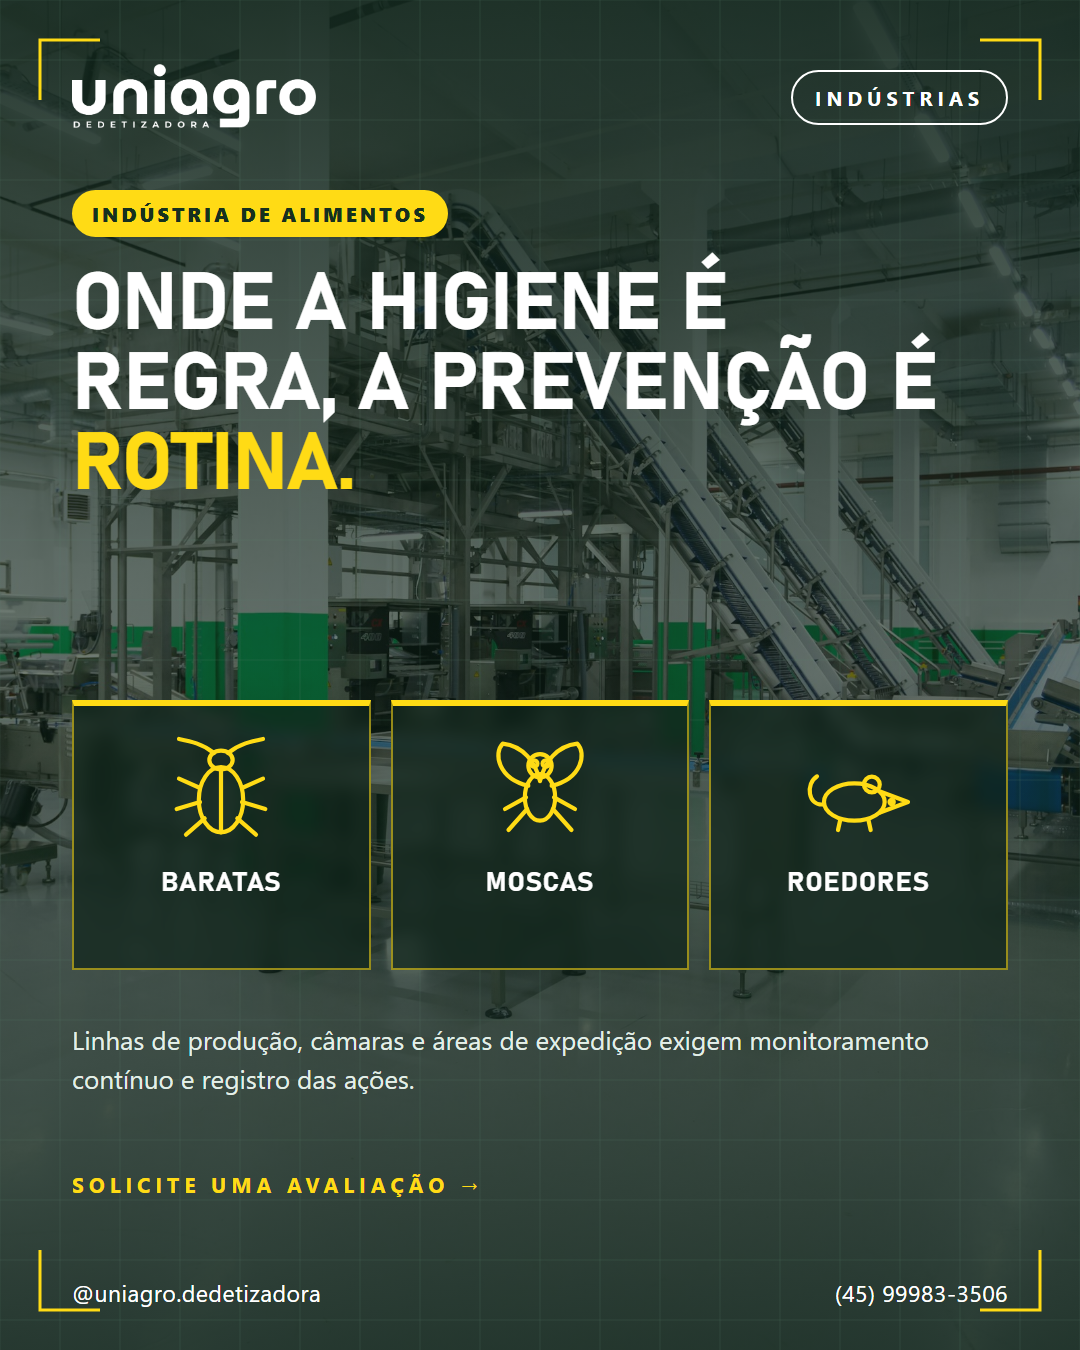 uniagro
DEDETIZADORA
INDÚSTRIAS
INDÚSTRIA DE ALIMENTOS
ONDE A HIGIENE É
REGRA, A PREVENÇÃO É
ROTINA.
BARATAS
MOSCAS
ROEDORES
Linhas de produção, câmaras e áreas de expedição exigem monitoramento
contínuo e registro das ações.
SOLICITE UMA AVALIAÇÃO →
@uniagro.dedetizadora
(45) 99983-3506